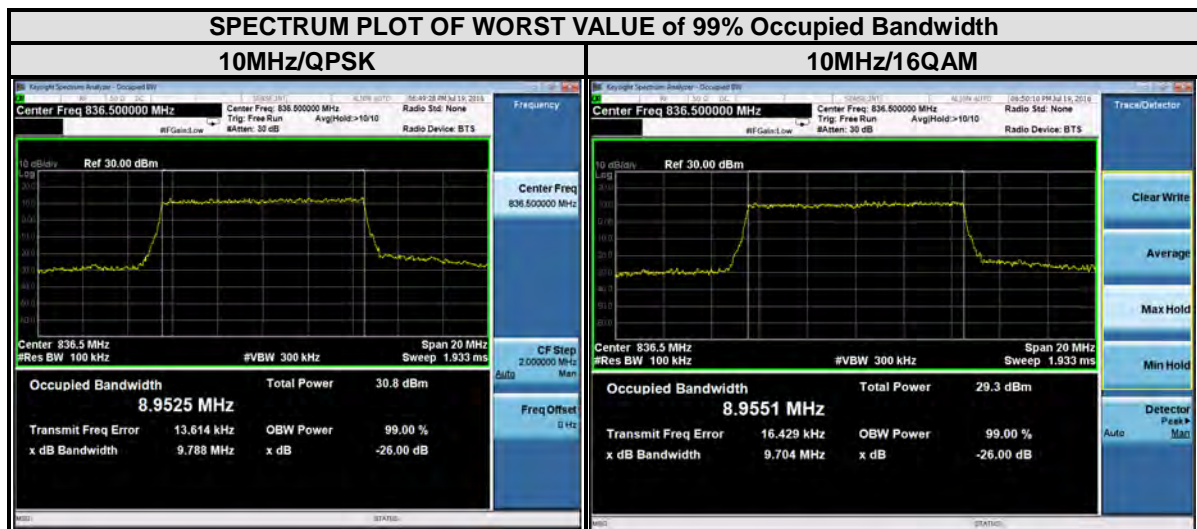 SPECTRUM PLOT OF WORST VALUE of 99% Occupied Bandwidth
10MHz/QPSK
10MHz/16QAM
Keysight Spectrum Analyzer - Occupied BW
Center Freq 836.500000 MHz
Center Freq: 836.500000 MHz
Radio Std: None
Trig: Free Run
Avg|Hold:>10/10
#IFGain:Low
#Atten: 30 dB
Radio Device: BTS
Frequency
10 dB/div
Ref 30.00 dBm
Log
Center Freq
836.500000 MHz
Center 836.5 MHz
Span 20 MHz
#Res BW 100 kHz
#VBW 300 kHz
Sweep 1.933 ms
CF Step
2.000000 MHz
Auto Man
Occupied Bandwidth
Total Power 30.8 dBm
8.9525 MHz
Transmit Freq Error 13.614 kHz OBW Power 99.00 %
x dB Bandwidth 9.788 MHz x dB -26.00 dB
Freq Offset
0 Hz
MSG
STATUS
Keysight Spectrum Analyzer - Occupied BW
Center Freq 836.500000 MHz
Center Freq: 836.500000 MHz
Radio Std: None
Trig: Free Run
Avg|Hold:>10/10
#IFGain:Low
#Atten: 30 dB
Radio Device: BTS
Trace/Detector
10 dB/div
Ref 30.00 dBm
Log
Clear Write
Average
Max Hold
Min Hold
Center 836.5 MHz
Span 20 MHz
#Res BW 100 kHz
#VBW 300 kHz
Sweep 1.933 ms
Occupied Bandwidth
Total Power 29.3 dBm
8.9551 MHz
Transmit Freq Error 16.429 kHz OBW Power 99.00 %
x dB Bandwidth 9.704 MHz x dB -26.00 dB
Detector
Peak▶
Auto Man
MSG
STATUS